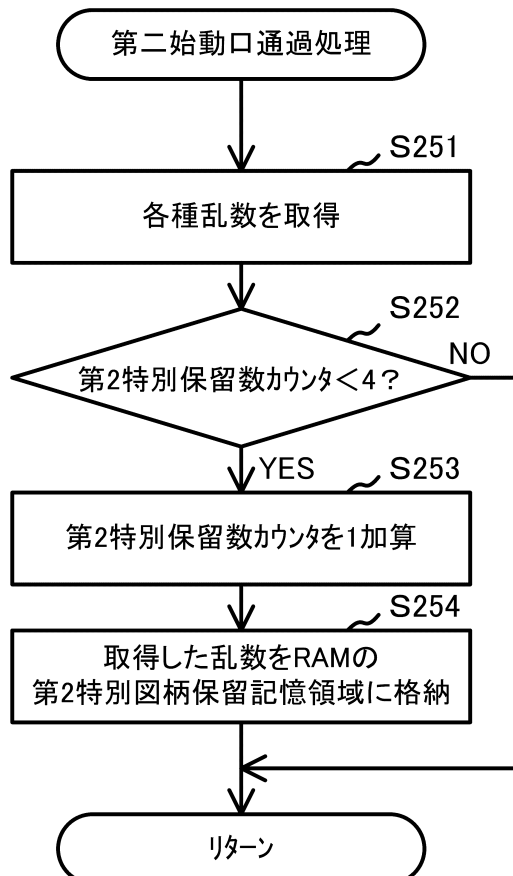 第二始動口通過処理
S251
各種乱数を取得
S252
第2特別保留数カウンタ<4？
NO
YES
S253
第2特別保留数カウンタを1加算
S254
取得した乱数をRAMの
第2特別図柄保留記憶領域に格納
リターン